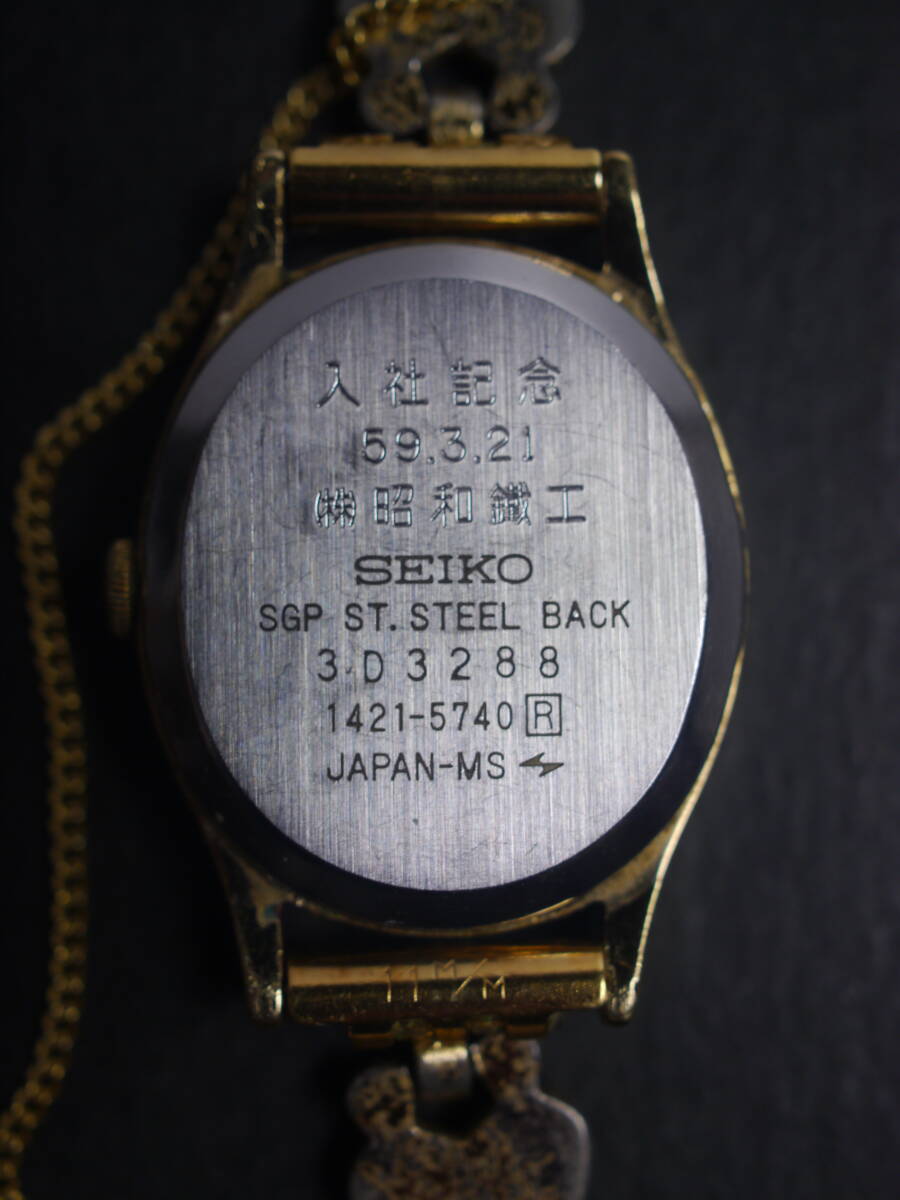 入社記念
59.3.21
㈱昭和鐵工
SEIKO
SGP ST. STEEL BACK
3D3288
1421-5740 R
JAPAN-MS
11M/M